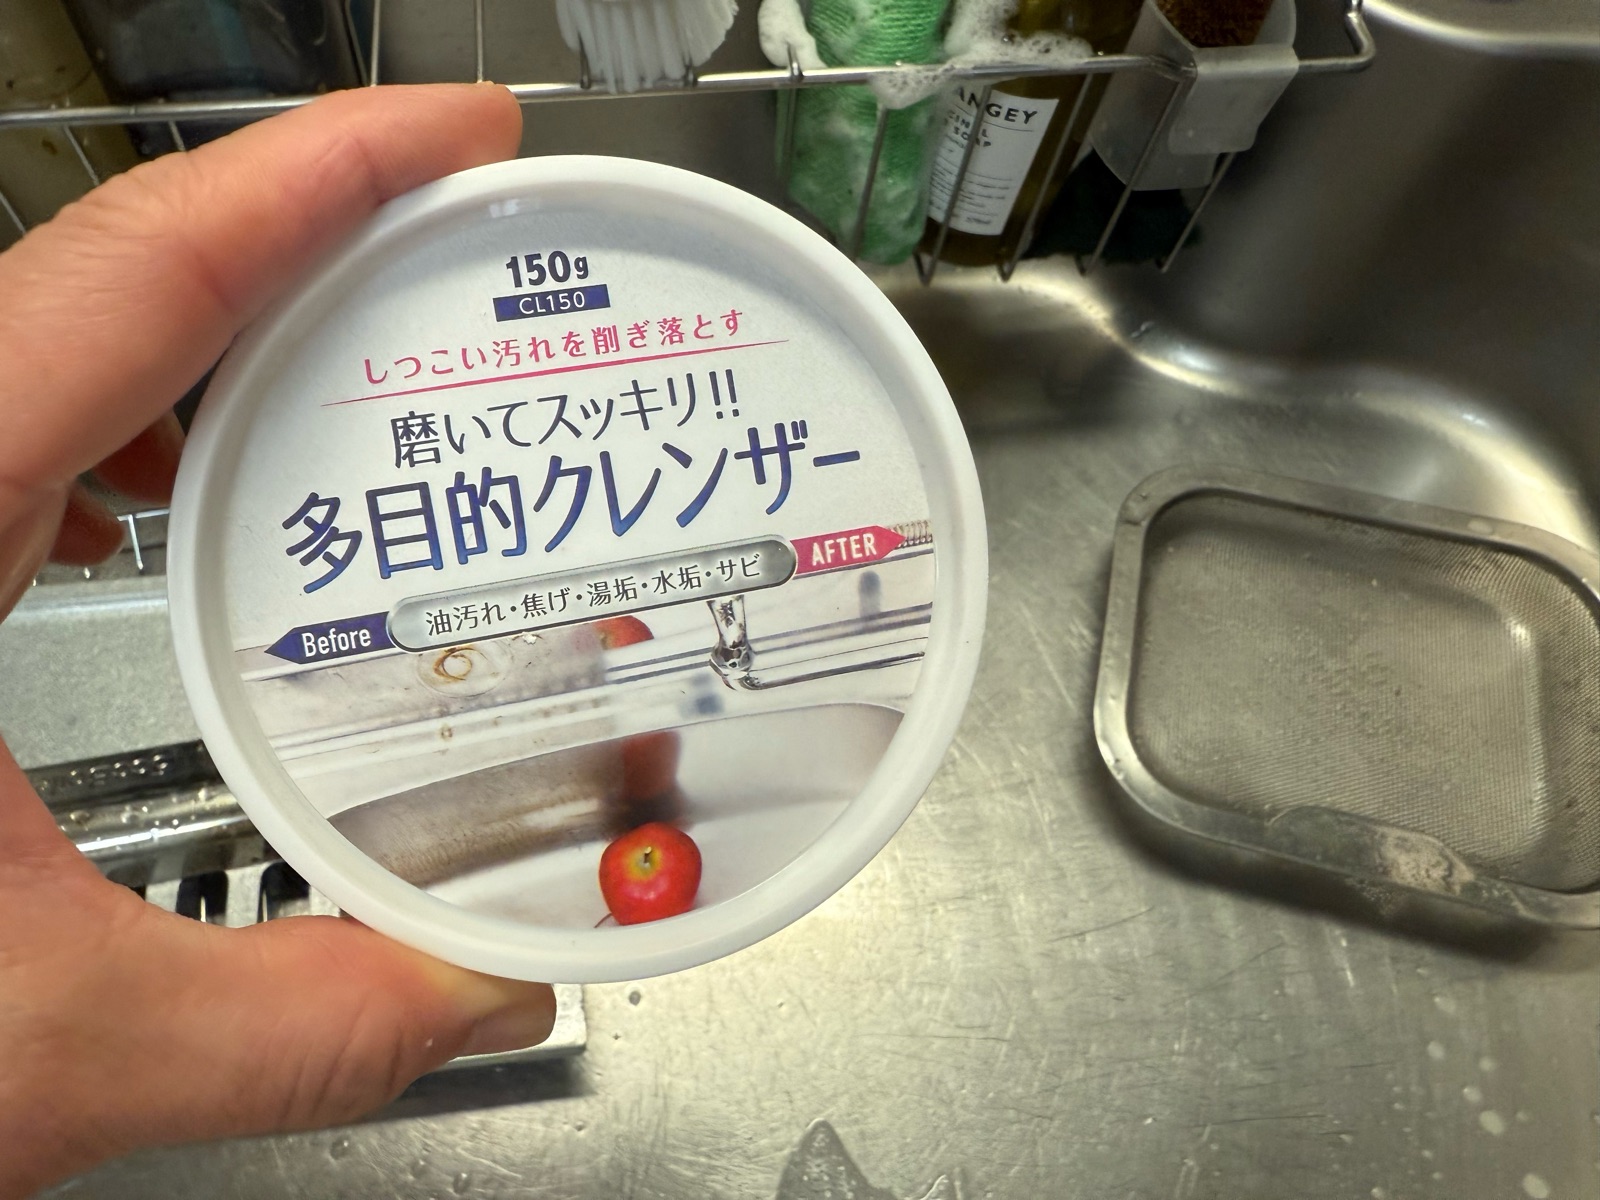 150g
CL150
しつこい汚れを削ぎ落とす
磨いてスッキリ!!
多目的クレンザー
AFTER
油汚れ・焦げ・湯垢・水垢・サビ
Before
ANGEY